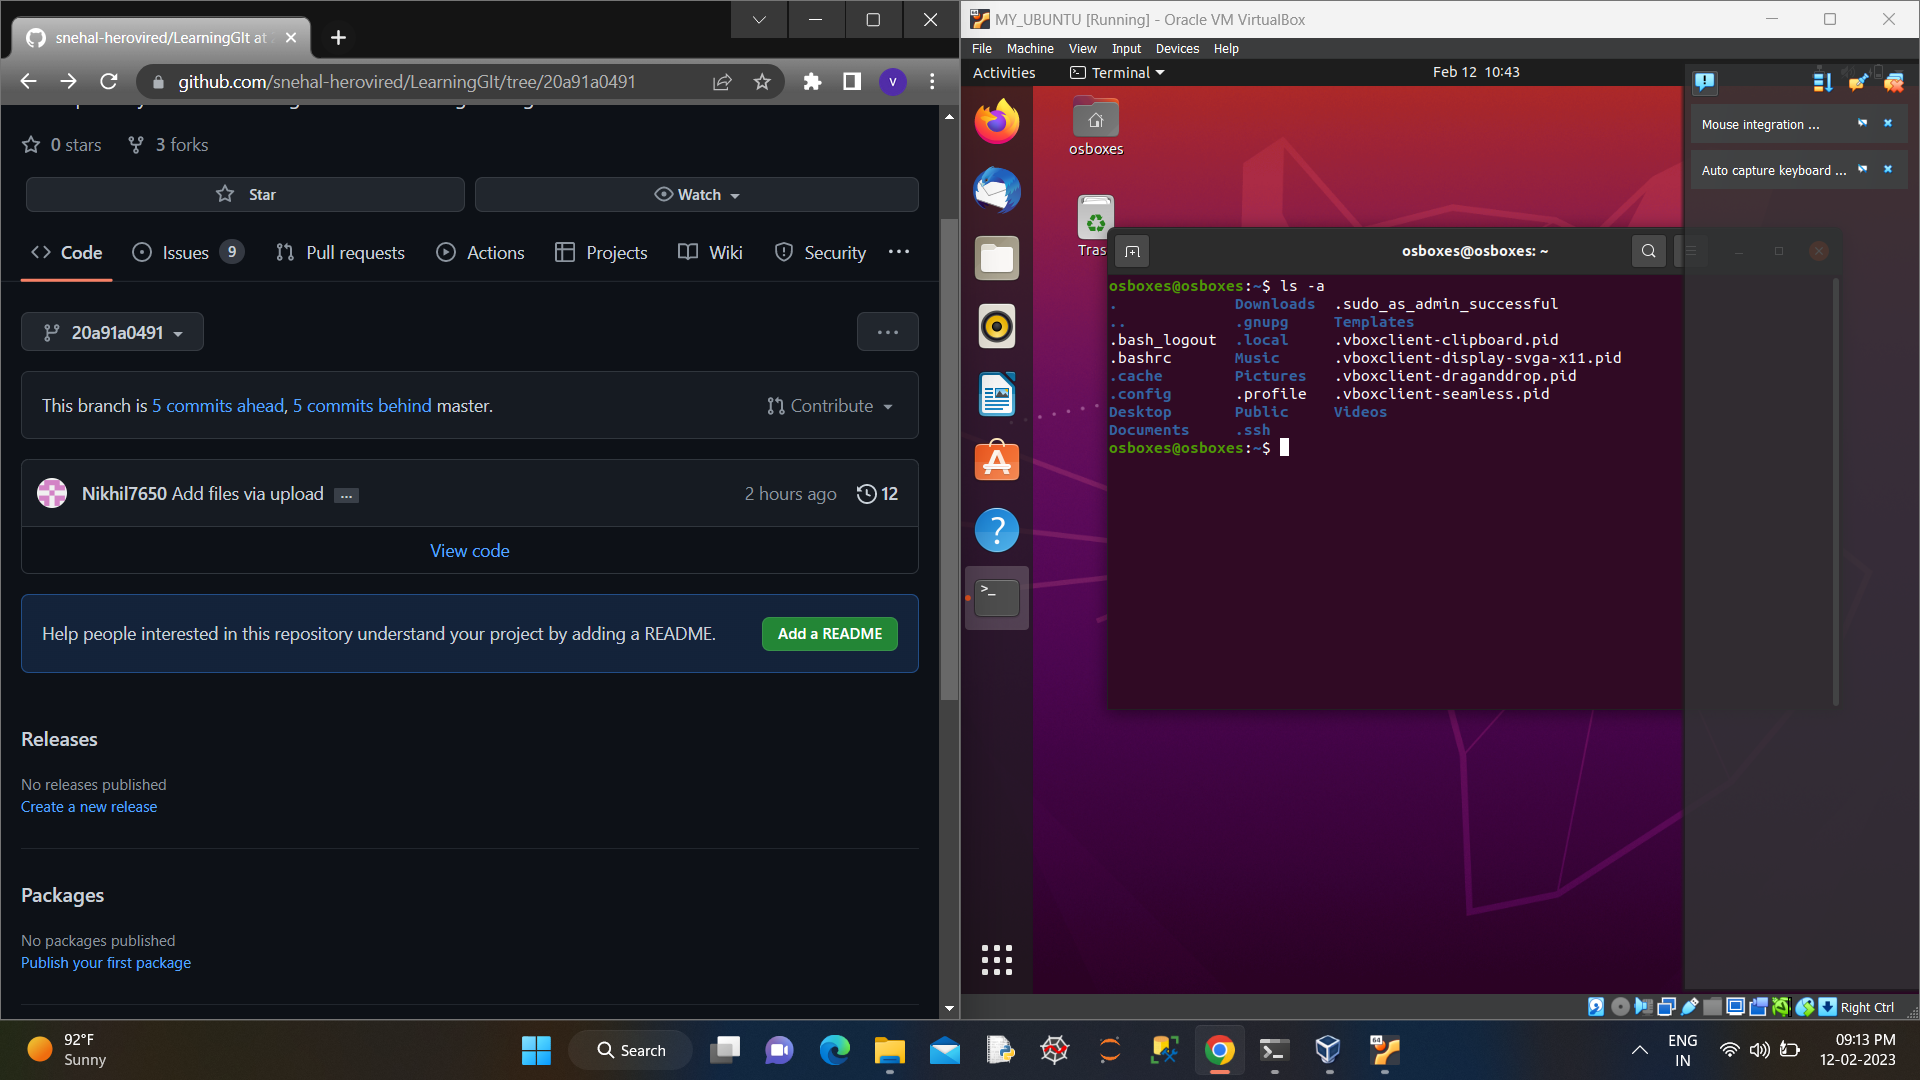 snehal-herovired/LearningGIt at
github.com/snehal-herovired/LearningGIt/tree/20a91a0491
V
0 stars
3 forks
Star
Watch
Code
Issues 9
Pull requests
Actions
Projects
Wiki
Security
20a91a0491
This branch is 5 commits ahead, 5 commits behind master.
Contribute
Nikhil7650 Add files via upload ...
2 hours ago
12
View code
Help people interested in this repository understand your project by adding a README.
Add a README
Releases
No releases published
Create a new release
Packages
No packages published
Publish your first package
MY_UBUNTU [Running] - Oracle VM VirtualBox
File Machine View Input Devices Help
Activities
Terminal
Feb 12 10:43
Mouse integration ...
Auto capture keyboard ...
osboxes
Tras
osboxes@osboxes: ~
osboxes@osboxes:~$ ls -a
. Downloads .sudo_as_admin_successful
.. .gnupg Templates
.bash_logout .local .vboxclient-clipboard.pid
.bashrc Music .vboxclient-display-svga-x11.pid
.cache Pictures .vboxclient-draganddrop.pid
.config .profile .vboxclient-seamless.pid
Desktop Public Videos
Documents .ssh
osboxes@osboxes:~$
Right Ctrl
92°F
Sunny
Search
ENG
IN
09:13 PM
12-02-2023